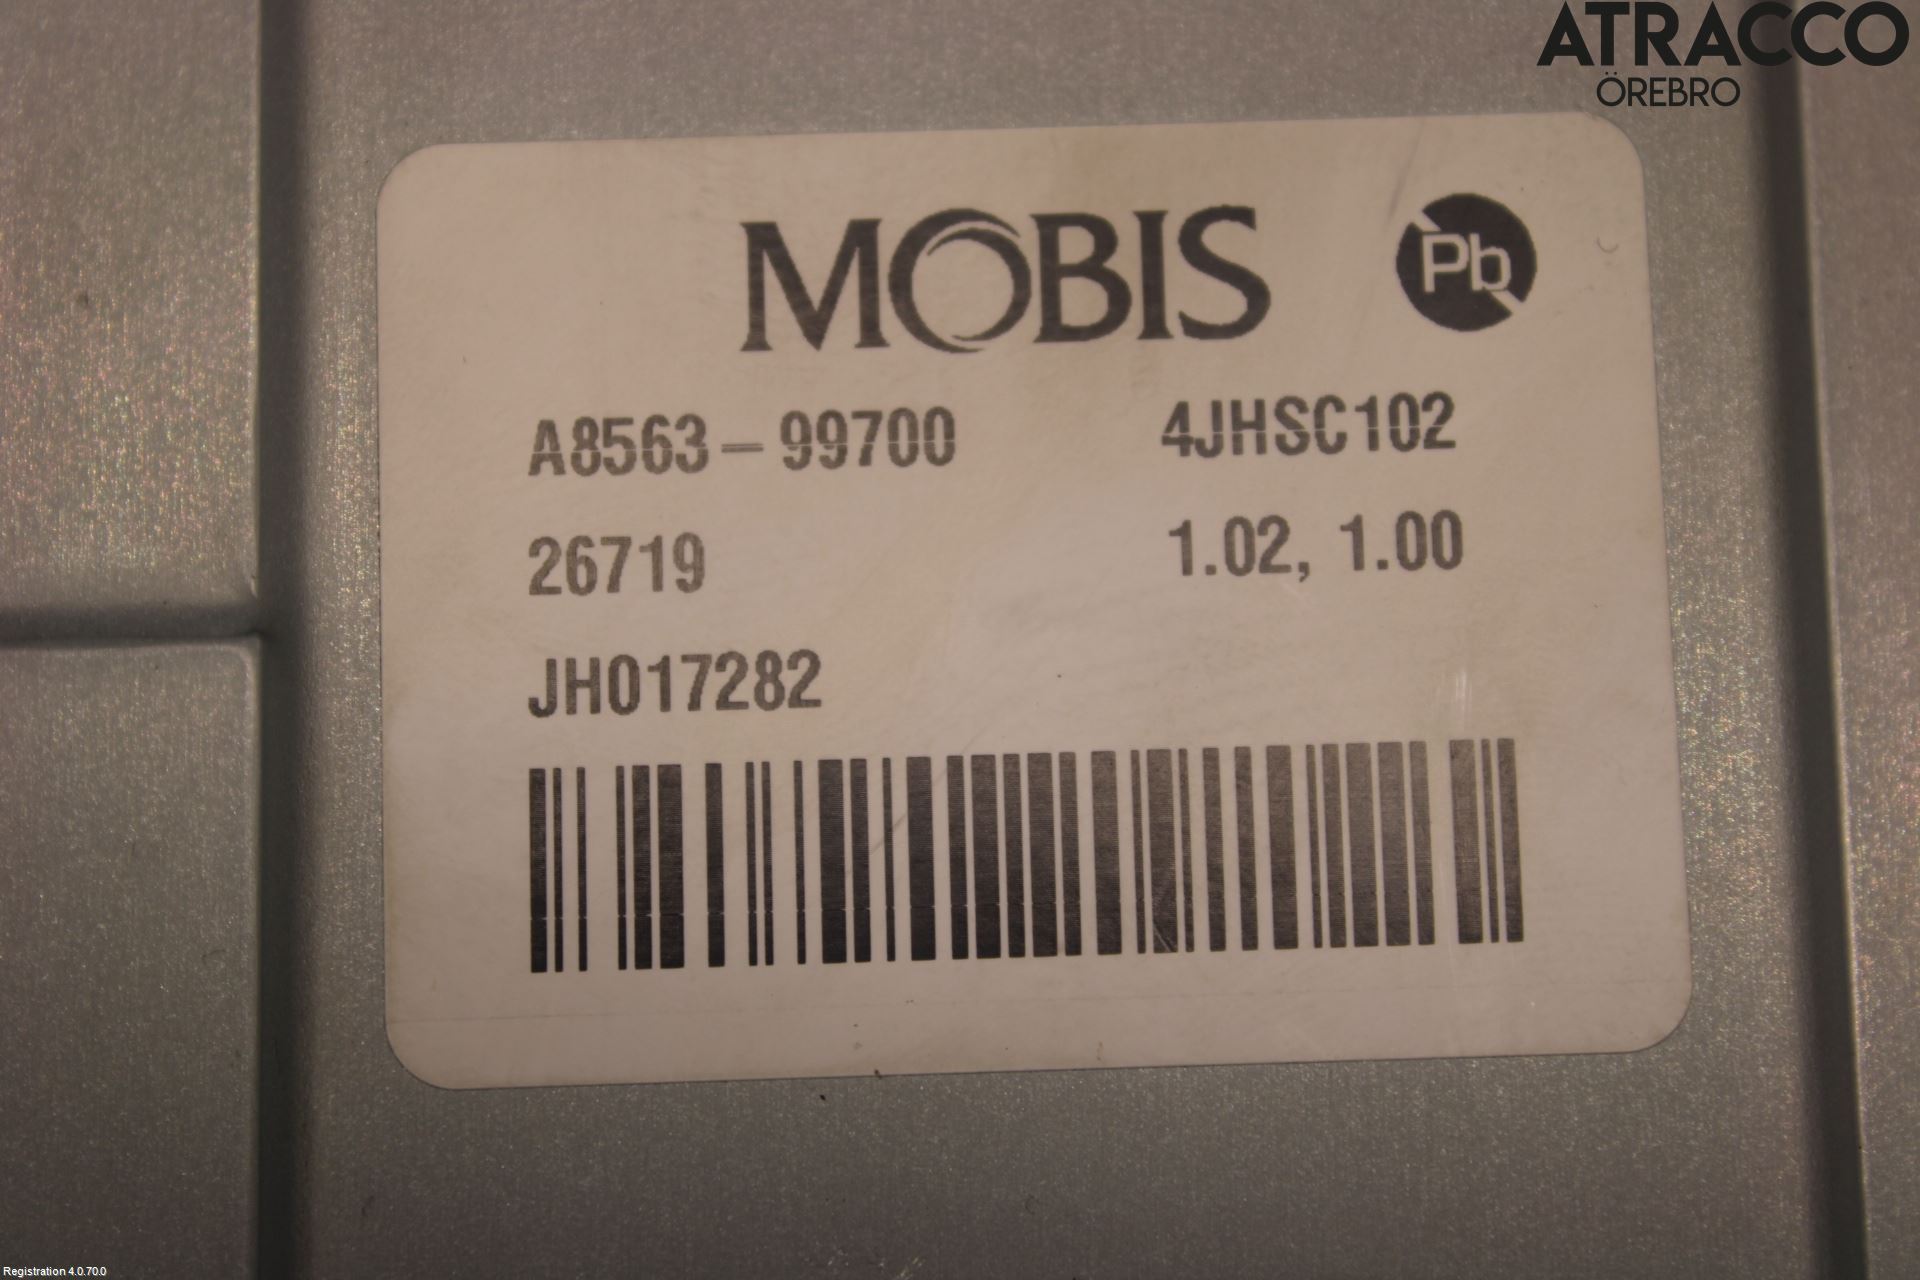 ATRACCO
ÖREBRO
MOBIS Pb
A8563-99700 4JHSC102
26719 1.02, 1.00
JH017282
Registration 4.0.70.0